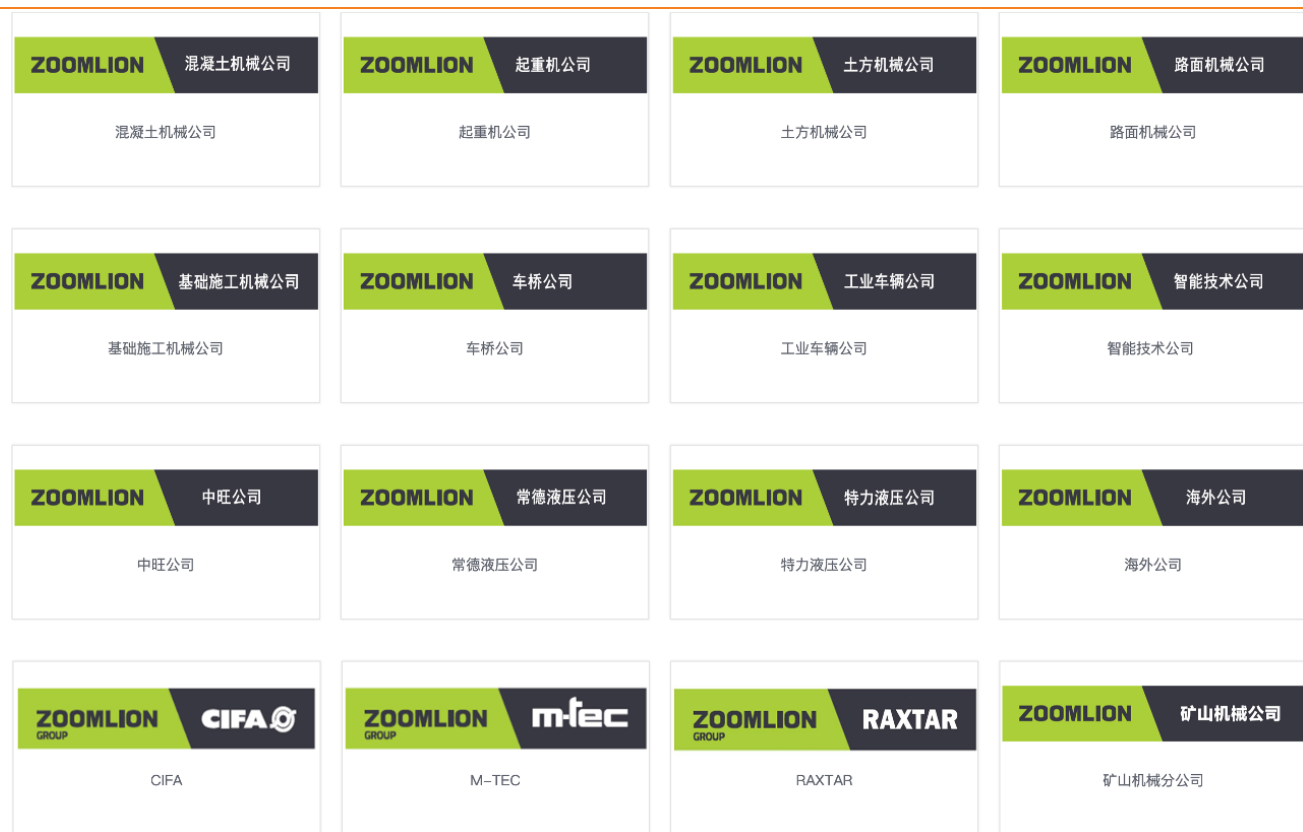 ZOOMLION 混凝土机械公司
ZOOMLION 起重机公司
ZOOMLION 土方机械公司
ZOOMLION 路面机械公司
混凝土机械公司
起重机公司
土方机械公司
路面机械公司
ZOOMLION 基础施工机械公司
ZOOMLION 车桥公司
ZOOMLION 工业车辆公司
ZOOMLION 智能技术公司
基础施工机械公司
车桥公司
工业车辆公司
智能技术公司
ZOOMLION 中旺公司
ZOOMLION 常德液压公司
ZOOMLION 特力液压公司
ZOOMLION 海外公司
中旺公司
常德液压公司
特力液压公司
海外公司
ZOOMLION CIFA
GROUP
ZOOMLION m-tec
GROUP
ZOOMLION RAXTAR
GROUP
ZOOMLION 矿山机械公司
CIFA
M-TEC
RAXTAR
矿山机械分公司